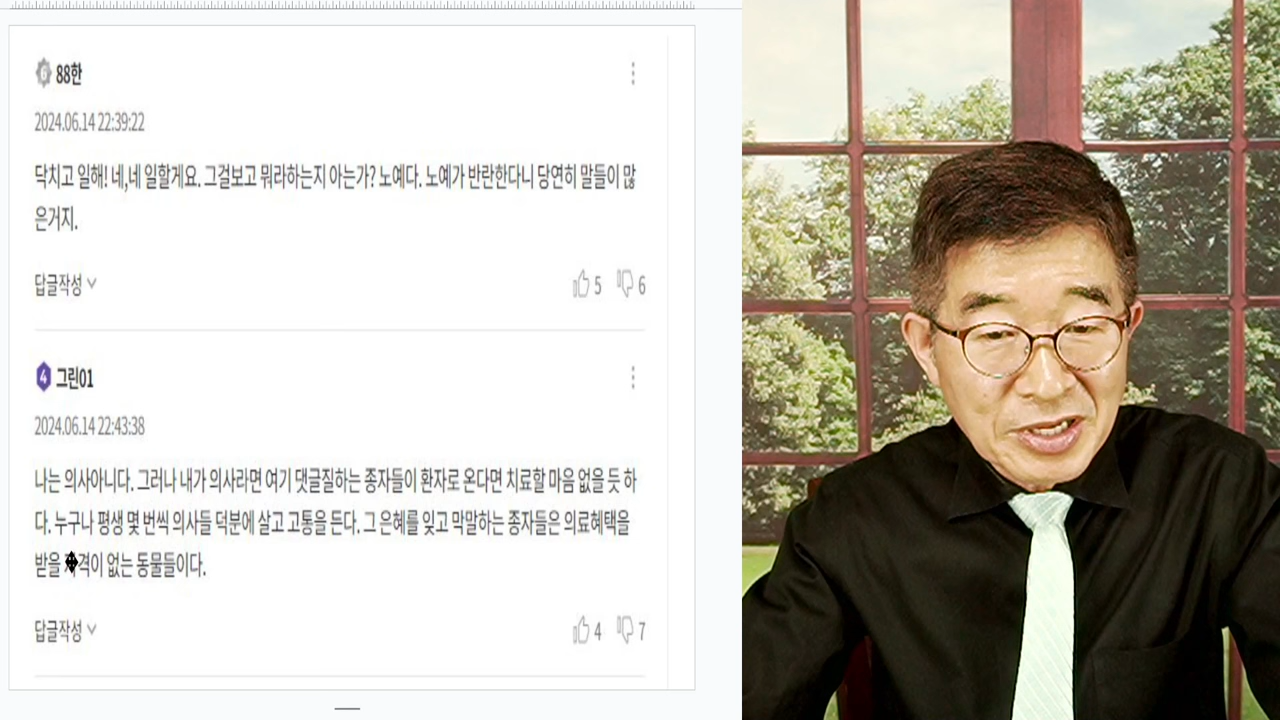 88한
2024.06.14 22:39:22
닥치고 일해! 네,네 일할게요. 그걸보고 뭐라하는지 아는가? 노예다. 노예가 반란한다니 당연히 말들이 많
은거지.
답글작성
5 6
4 그린01
2024.06.14 22:43:38
나는 의사아니다. 그러나 내가 의사라면 여기 댓글질하는 종자들이 환자로 온다면 치료할 마음 없을 듯 하
다. 누구나 평생 몇 번씩 의사들 덕분에 살고 고통을 든다. 그 은혜를 잊고 막말하는 종자들은 의료혜택을
받을 격이 없는 동물들이다.
답글작성
4 7